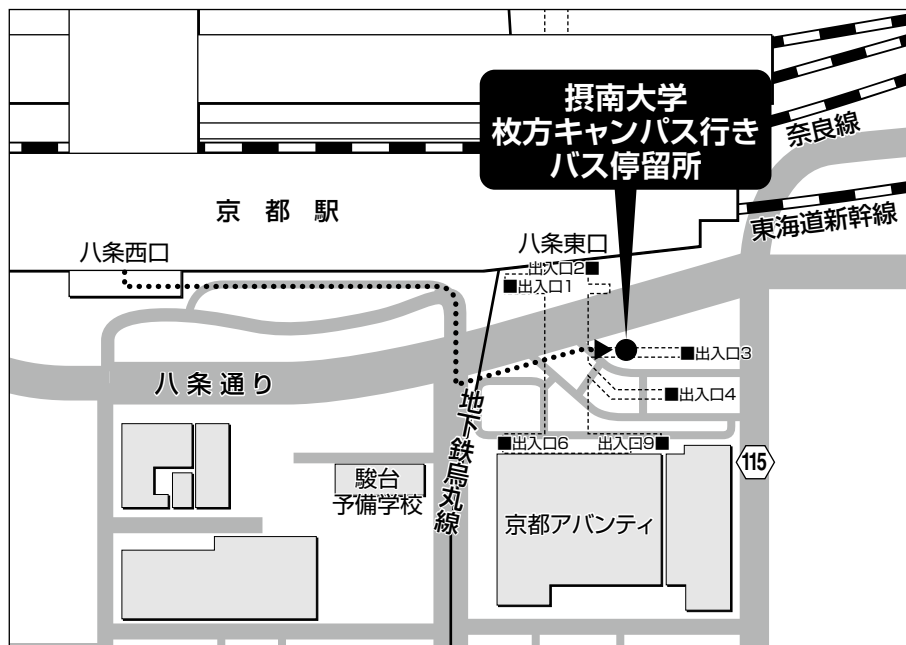 摂南大学
枚方キャンパス行き
バス停留所
奈良線
東海道新幹線
京都駅
八条西口
八条東口
出入口2■
■出入口1
■出入口3
■出入口4
八条通り
地下鉄烏丸線
■出入口6
出入口9■
115
駿台
予備学校
京都アバンティ